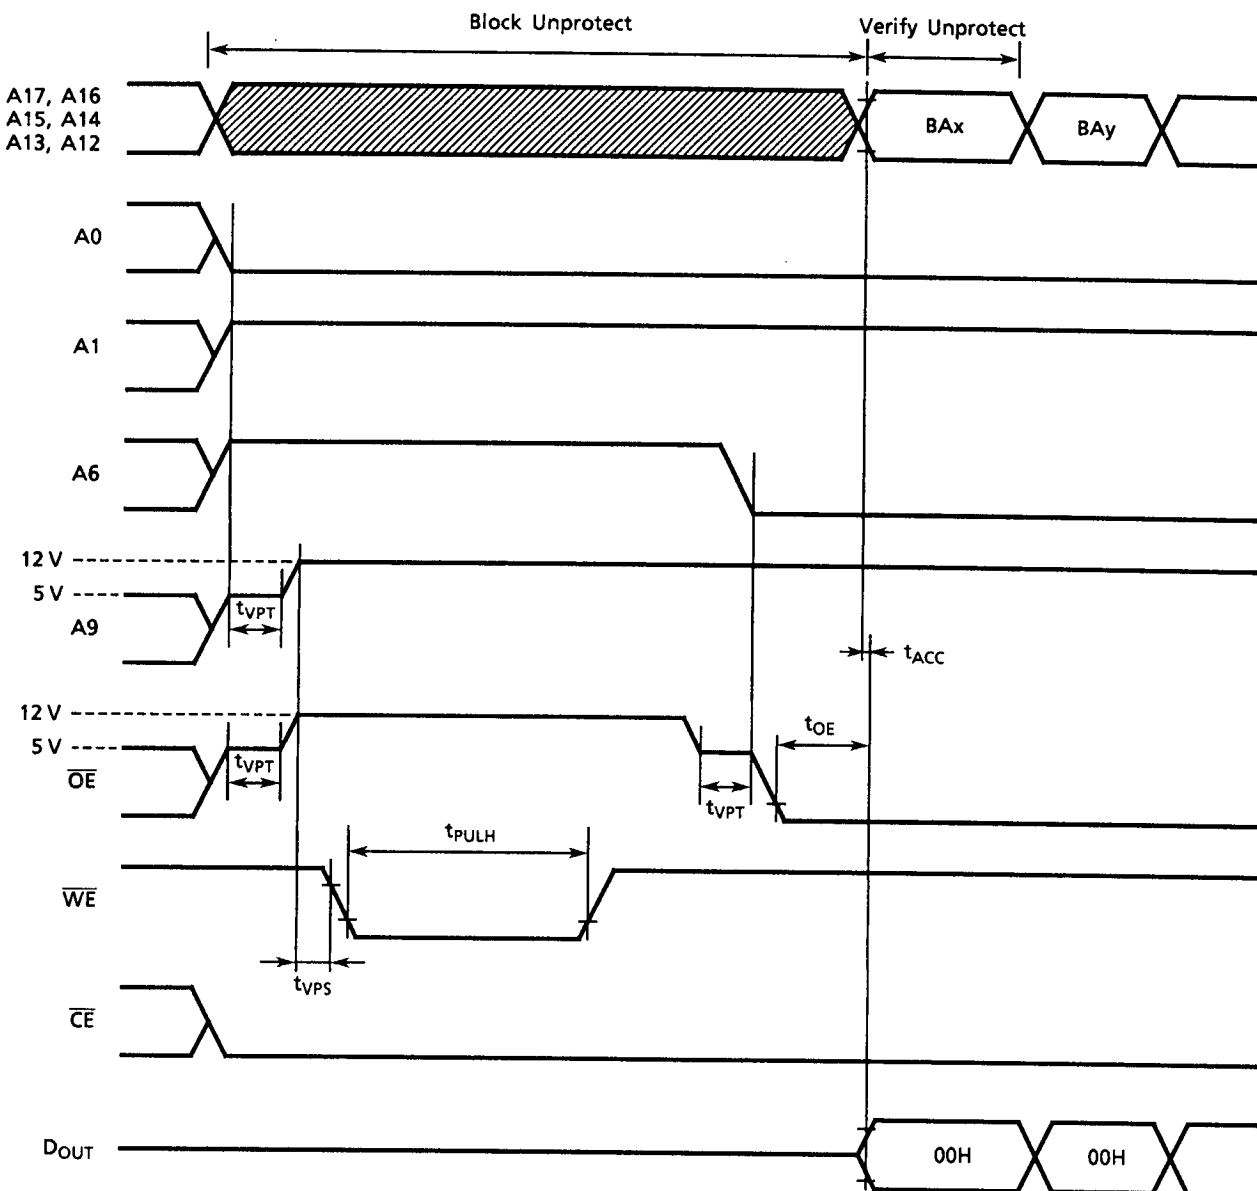 Block Unprotect
Verify Unprotect
A17, A16
A15, A14
A13, A12
BAx
BAy
A0
A1
A6
12 V
5 V
tVPT
A9
tACC
12 V
5 V
tVPT
OE
tVPT
tOE
tPULH
WE
tVPS
CE
DOUT
00H
00H